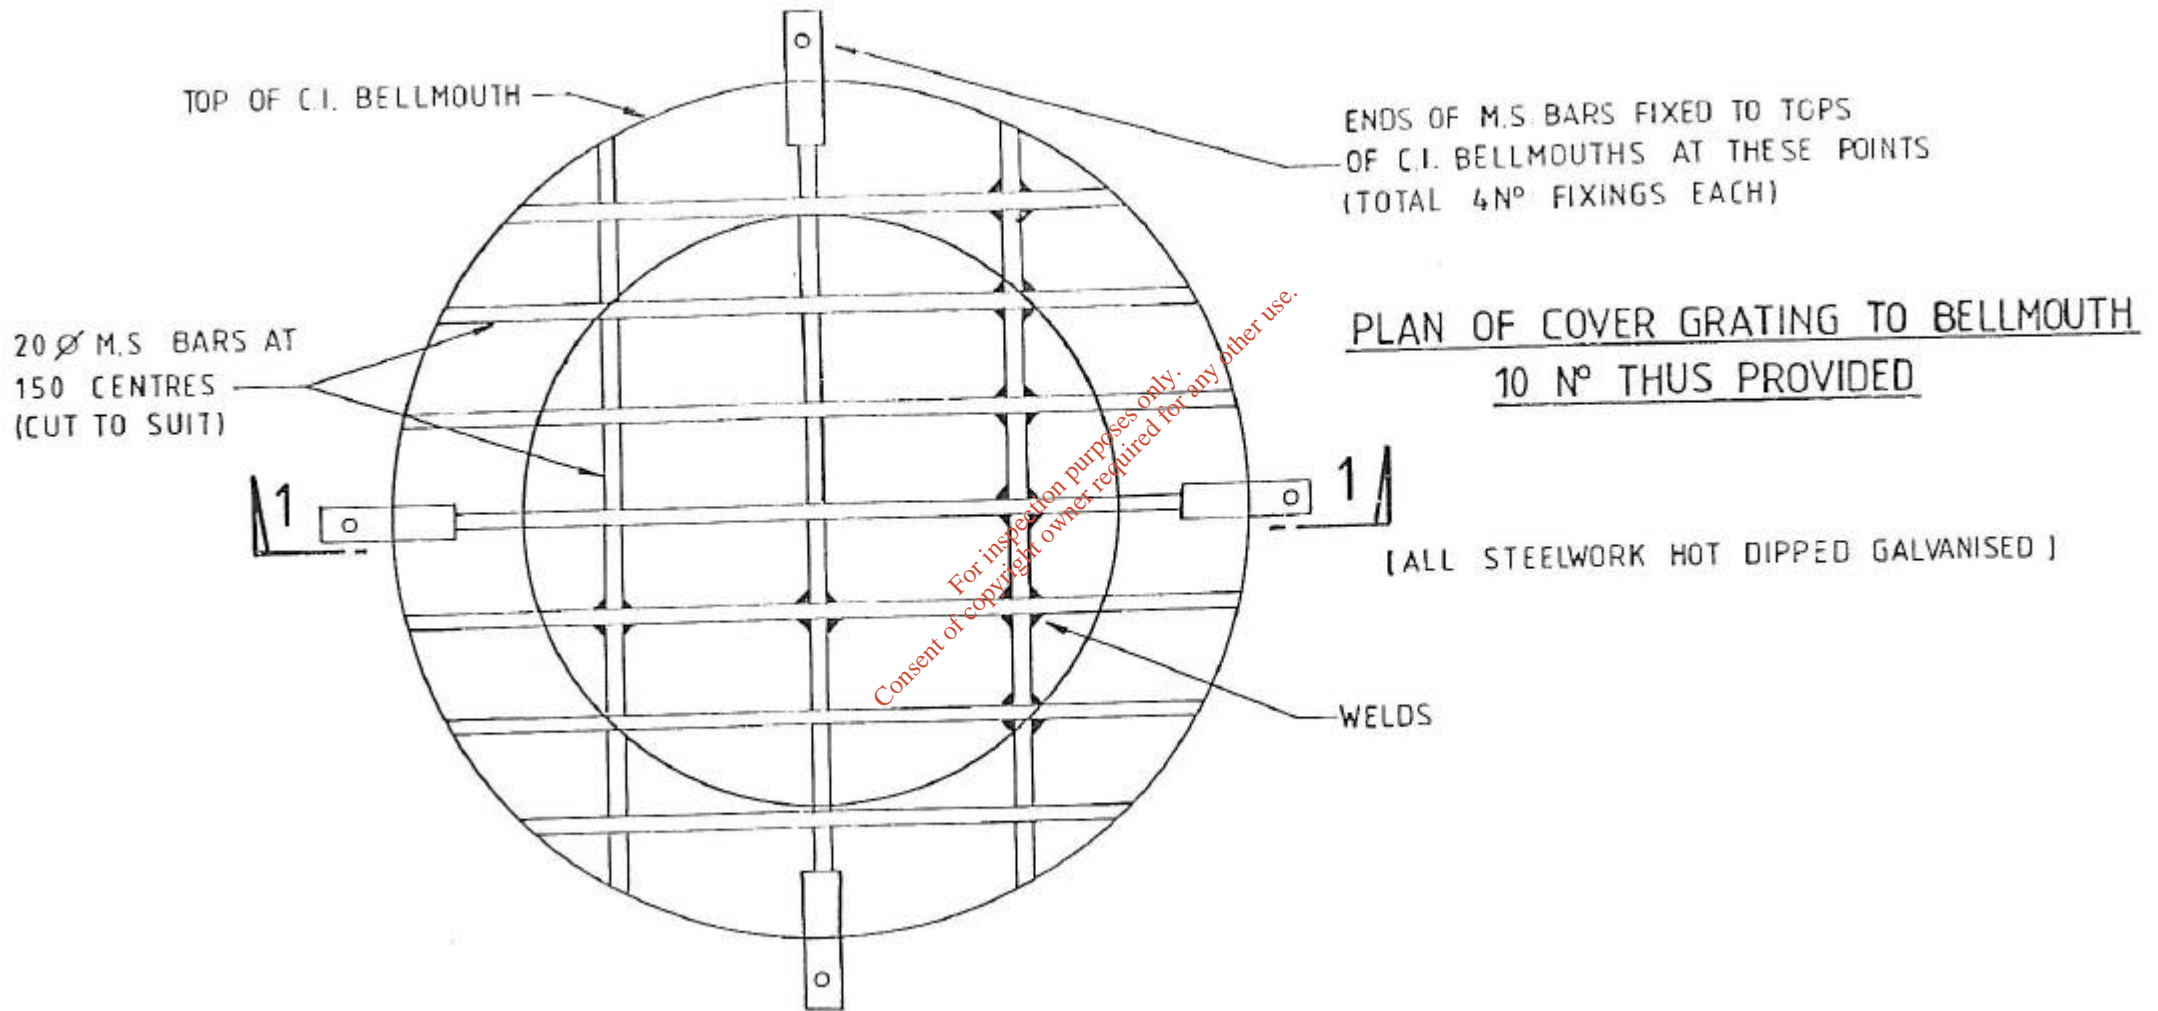 TOP OF C.I. BELLMOUTH
ENDS OF M.S. BARS FIXED TO TOPS
OF C.I. BELLMOUTHS AT THESE POINTS
(TOTAL 4Nº FIXINGS EACH)
20 Ø M.S BARS AT
150 CENTRES
(CUT TO SUIT)
PLAN OF COVER GRATING TO BELLMOUTH
10 Nº THUS PROVIDED
1
1
[ALL STEELWORK HOT DIPPED GALVANISED]
WELDS
For inspection purposes only.
Consent of copyright owner required for any other use.